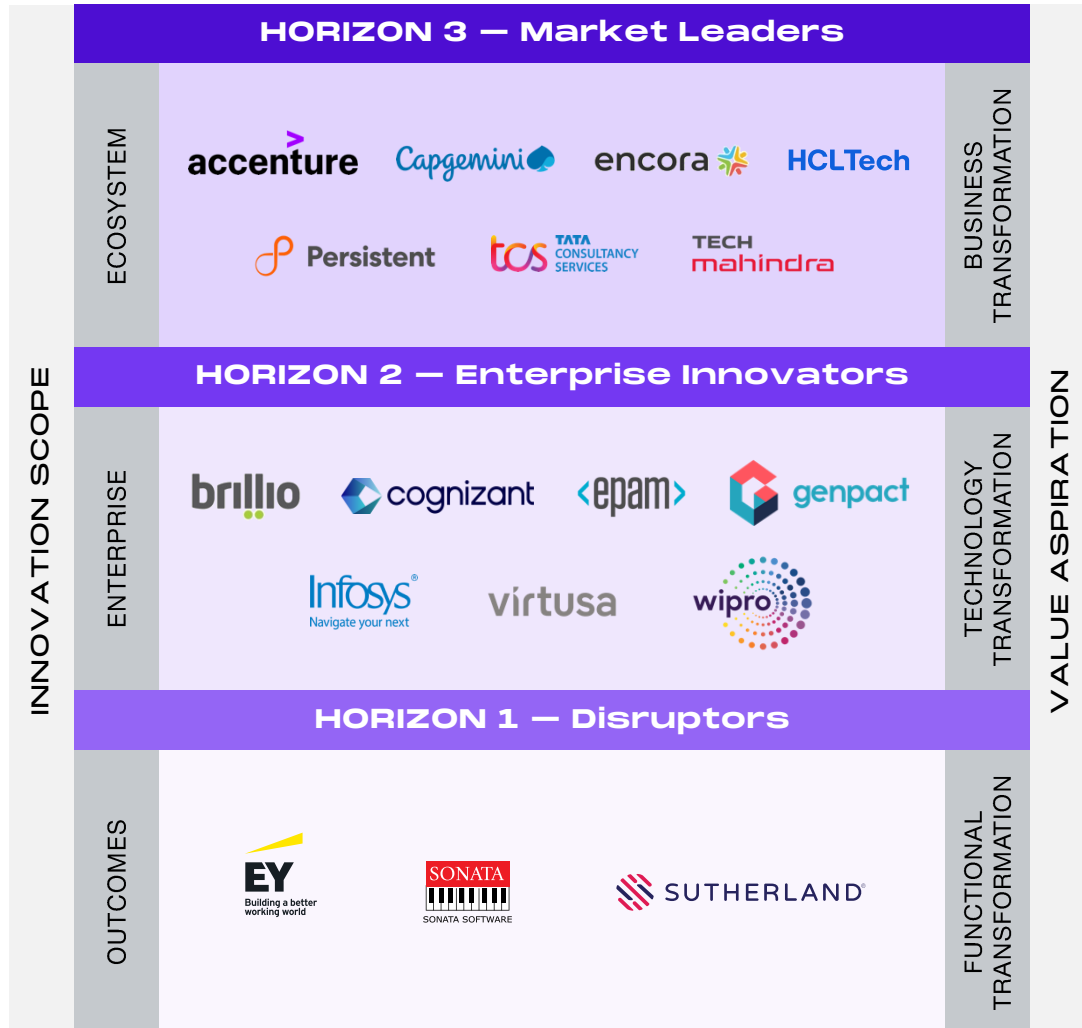 HORIZON 3 — Market Leaders
INNOVATION SCOPE
VALUE ASPIRATION
ECOSYSTEM
BUSINESS
TRANSFORMATION
accenture
Capgemini
encora
HCLTech
Persistent
tcs TATA
CONSULTANCY
SERVICES
TECH
mahindra
HORIZON 2 — Enterprise Innovators
ENTERPRISE
TECHNOLOGY
TRANSFORMATION
brillio
cognizant
<epam>
genpact
Infosys®
Navigate your next
virtusa
wipro
HORIZON 1 — Disruptors
OUTCOMES
FUNCTIONAL
TRANSFORMATION
EY
Building a better
working world
SONATA
SONATA SOFTWARE
SUTHERLAND®